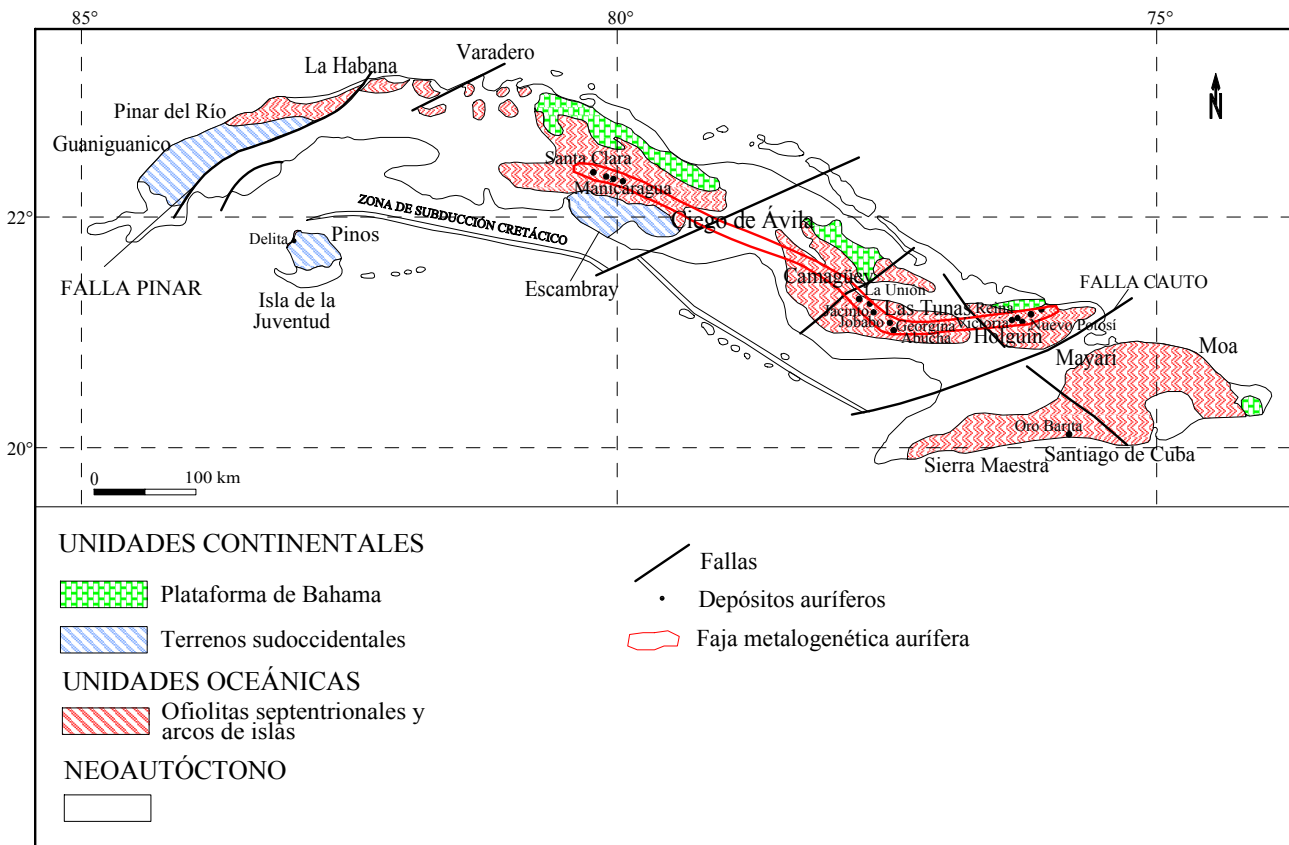 85°
80°
75°
Varadero
La Habana
N
Pinar del Río
Guaniguanico
Santa Clara
Manicaragua
ZONA DE SUBDUCCIÓN CRETÁCICO
22°
Ciego de Ávila
Delita
Pinos
Escambray
Camagüey
FALLA PINAR
La Unión
FALLA CAUTO
Isla de la
Juventud
Jacinto
Las Tunas
Reina
Jobabo
Georgina
Victoria
Nuevo Potosí
Abucha
Holguín
Mayarí
Moa
20°
Oro Barita
Santiago de Cuba
Sierra Maestra
0
100 km
UNIDADES CONTINENTALES
Plataforma de Bahama
Terrenos sudoccidentales
UNIDADES OCEÁNICAS
Ofiolitas septentrionales y
arcos de islas
NEOAUTÓCTONO
Fallas
Depósitos auríferos
Faja metalogenética aurífera